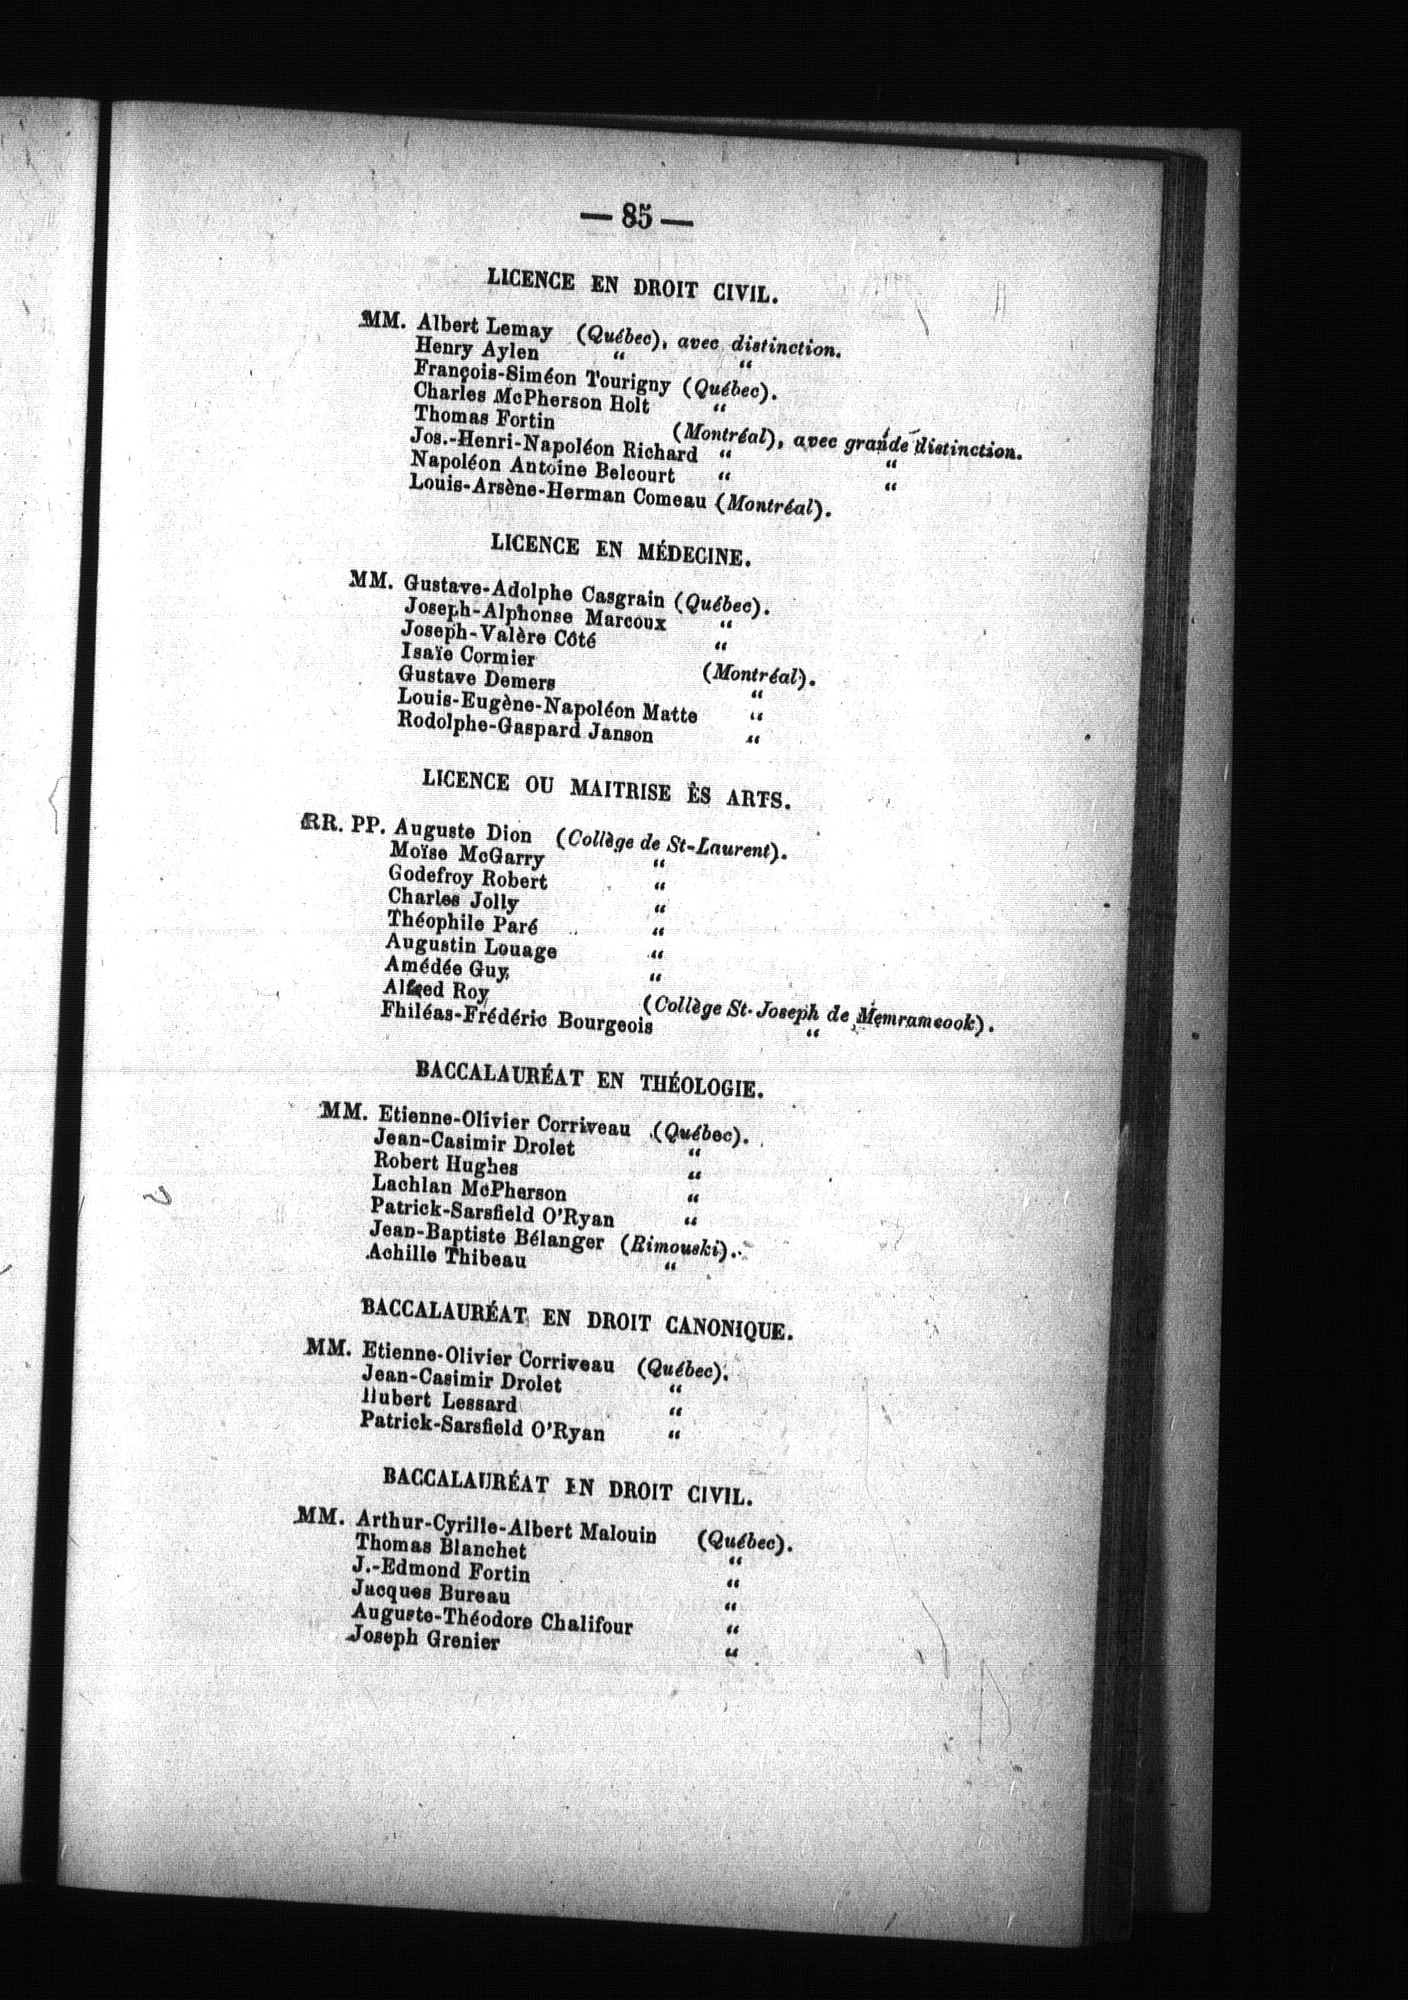 — 85 —
LICENCE EN DROIT CIVIL.
MM. Albert Lemay (Québec), avec distinction.
Henry Aylen “ “
François-Siméon Tourigny (Québec).
Charles McPherson Holt “
Thomas Fortin (Montréal), avec grande distinction.
Jos.-Henri-Napoléon Richard “ “
Napoléon Antoine Belcourt “ “
Louis-Arsène-Herman Comeau (Montréal).
LICENCE EN MÉDECINE.
MM. Gustave-Adolphe Casgrain (Québec).
Joseph-Alphonse Marcoux “
Joseph-Valère Côté “
Isaïe Cormier (Montréal).
Gustave Demers “
Louis-Eugène-Napoléon Matte “
Rodolphe-Gaspard Janson “
LICENCE OU MAITRISE ÈS ARTS.
RR. PP. Auguste Dion (Collège de St-Laurent).
Moïse McGarry “
Godefroy Robert “
Charles Jolly “
Théophile Paré “
Augustin Louage “
Amédée Guy “
Alfred Roy (Collège St-Joseph de Memramcook).
Fhiléas-Frédéric Bourgeois “
BACCALAURÉAT EN THÉOLOGIE.
MM. Etienne-Olivier Corriveau (Québec).
Jean-Casimir Drolet “
Robert Hughes “
Lachlan McPherson “
Patrick-Sarsfield O'Ryan “
Jean-Baptiste Bélanger (Rimouski).
Achille Thibeau “
BACCALAURÉAT EN DROIT CANONIQUE.
MM. Etienne-Olivier Corriveau (Québec).
Jean-Casimir Drolet “
Hubert Lessard “
Patrick-Sarsfield O'Ryan “
BACCALAURÉAT EN DROIT CIVIL.
MM. Arthur-Cyrille-Albert Malouin (Québec).
Thomas Blanchet “
J.-Edmond Fortin “
Jacques Bureau “
Auguste-Théodore Chalifour “
Joseph Grenier “